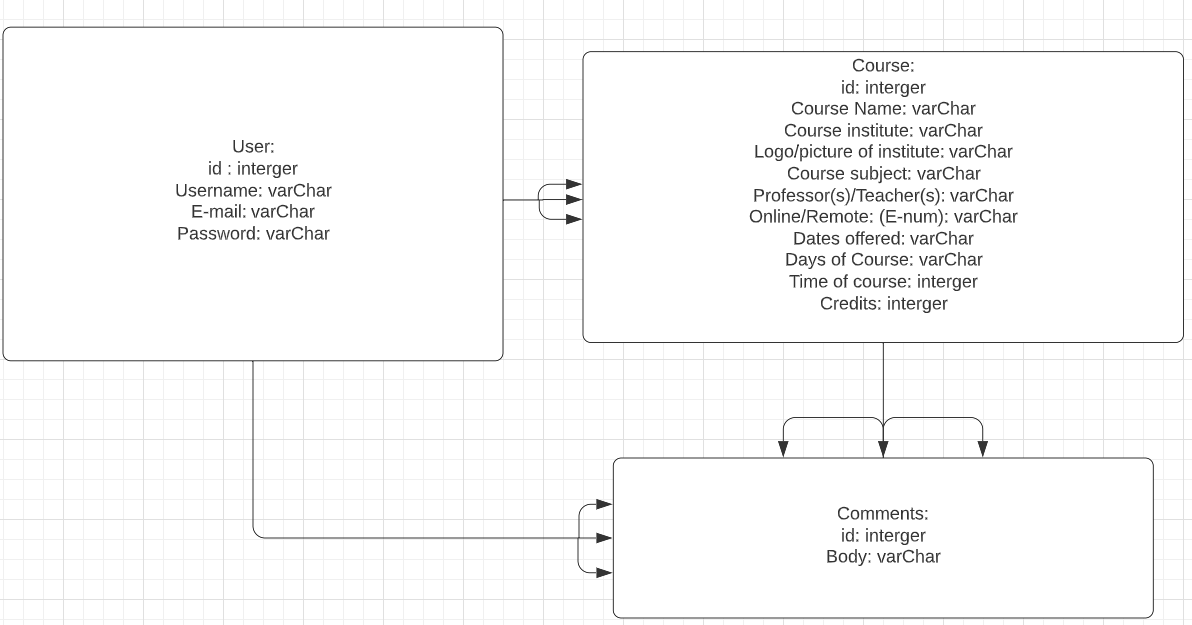 User:
id : interger
Username: varChar
E-mail: varChar
Password: varChar
Course:
id: interger
Course Name: varChar
Course institute: varChar
Logo/picture of institute: varChar
Course subject: varChar
Professor(s)/Teacher(s): varChar
Online/Remote: (E-num): varChar
Dates offered: varChar
Days of Course: varChar
Time of course: interger
Credits: interger
Comments:
id: interger
Body: varChar